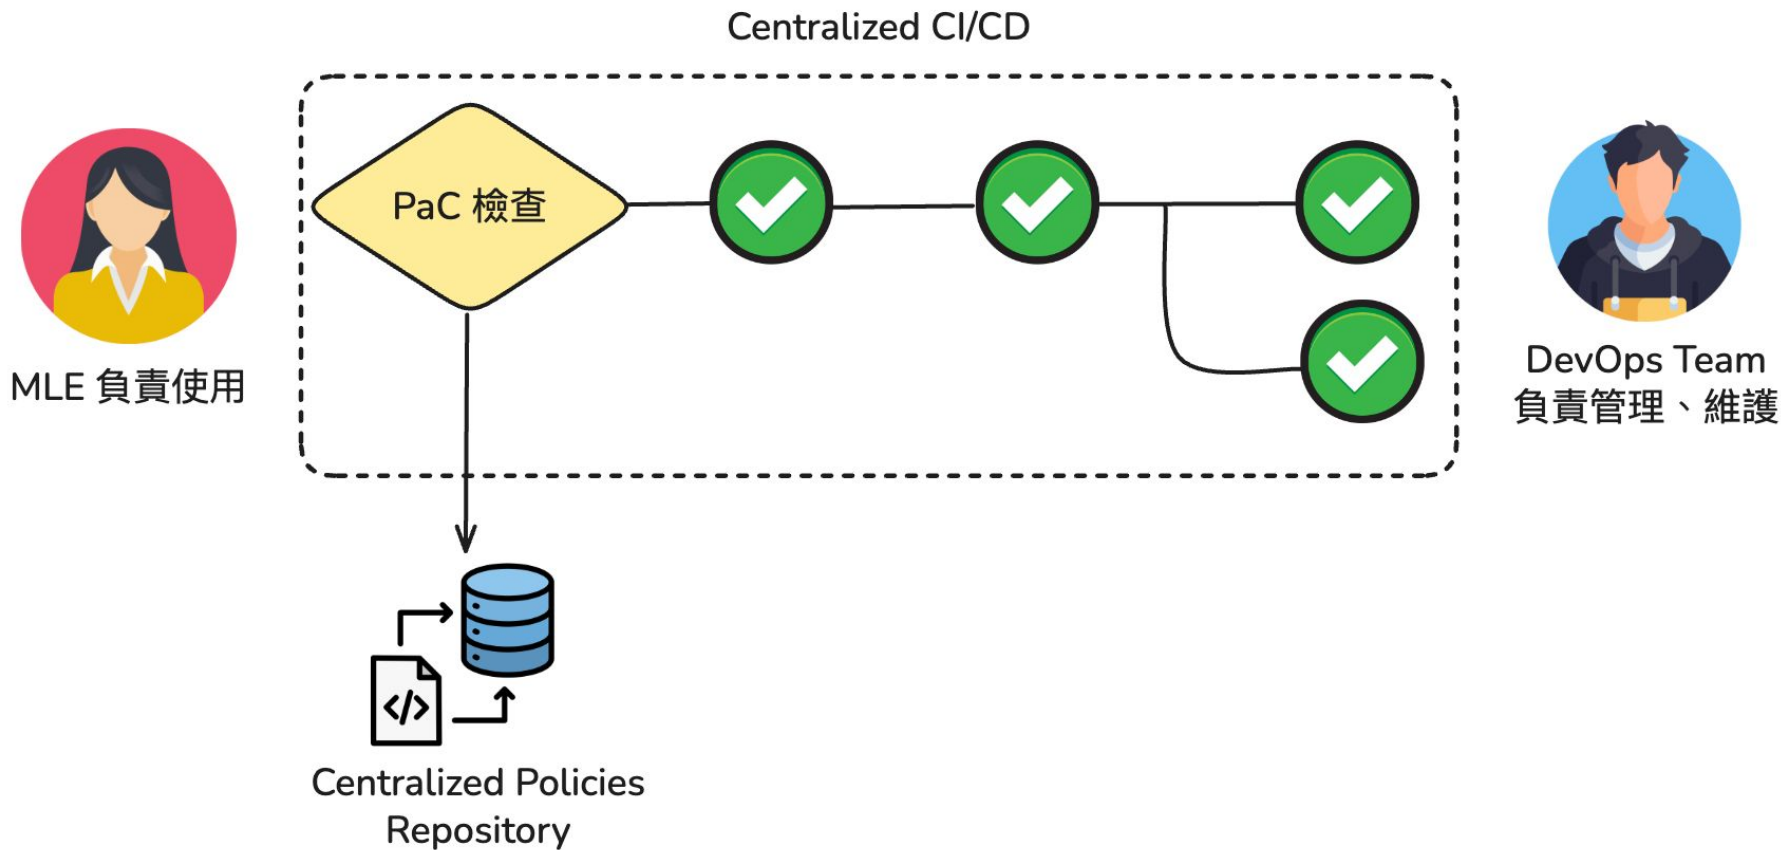 Centralized CI/CD
PaC 檢查
MLE 負責使用
DevOps Team
負責管理、維護
</>
Centralized Policies
Repository